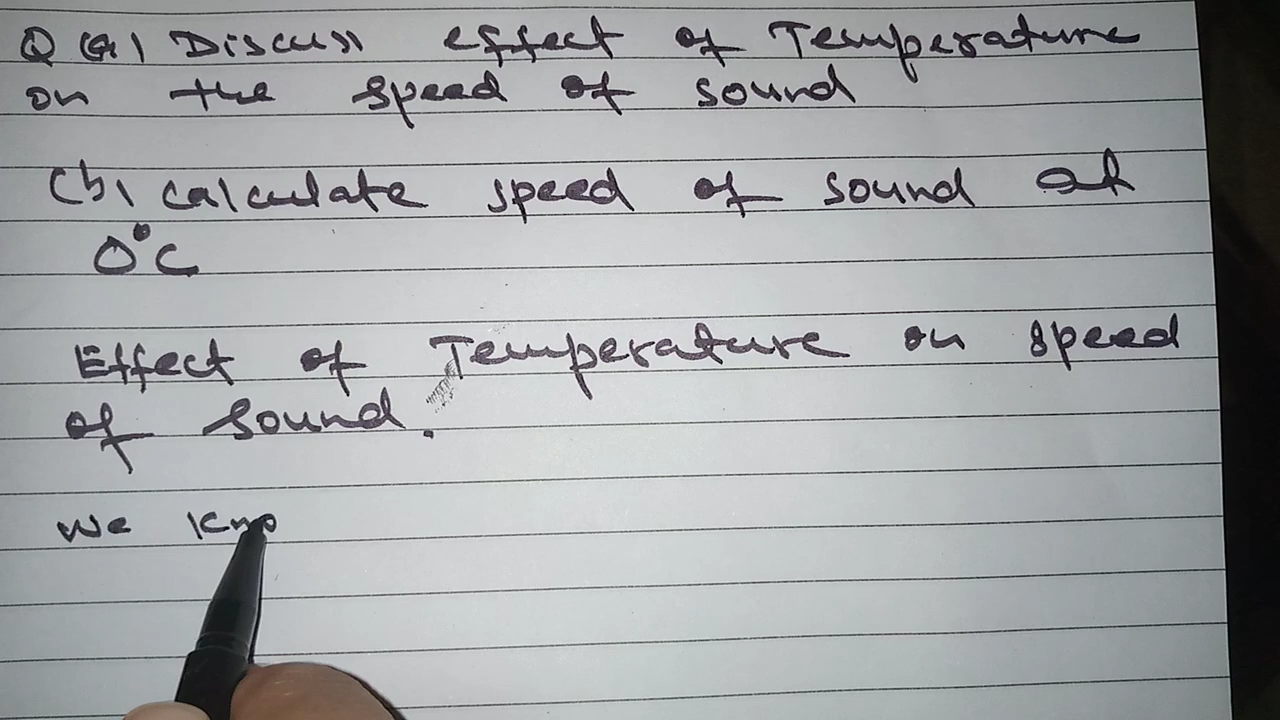 Q (a) Discuss effect of Temperature
on the speed of sound
(b) calculate speed of sound at
0°C
Effect of Temperature on speed
of sound.
We kno